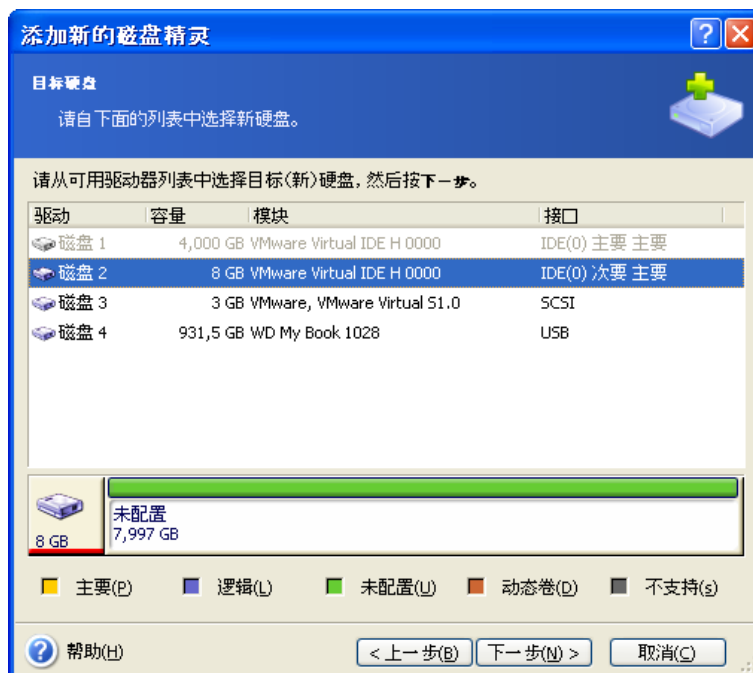 添加新的磁盘精灵
目标硬盘
请自下面的列表中选择新硬盘。
请从可用驱动器列表中选择目标(新)硬盘,然后按下一步。
驱动 容量 模块 接口
磁盘 1 4,000 GB VMware Virtual IDE H 0000 IDE(0) 主要 主要
磁盘 2 8 GB VMware Virtual IDE H 0000 IDE(0) 次要 主要
磁盘 3 3 GB VMware, VMware Virtual S1.0 SCSI
磁盘 4 931,5 GB WD My Book 1028 USB
未配置
8 GB 7,997 GB
主要(P) 逻辑(L) 未配置(U) 动态卷(D) 不支持(s)
帮助(H) < 上一步(B) 下一步(N) > 取消(C)